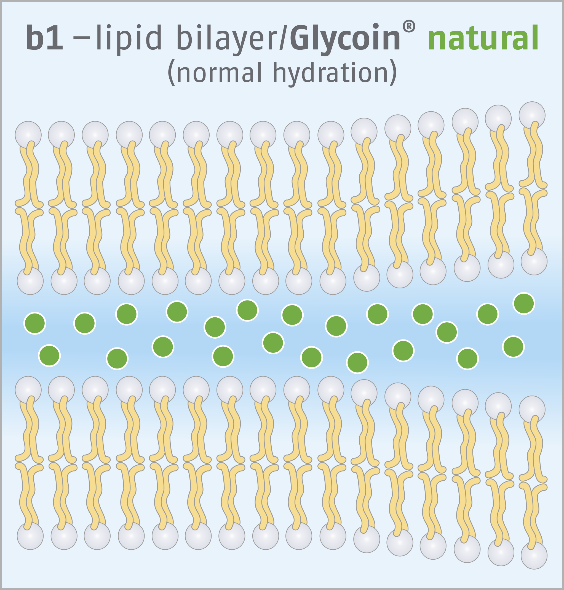 b1 – lipid bilayer/Glycoin® natural
(normal hydration)